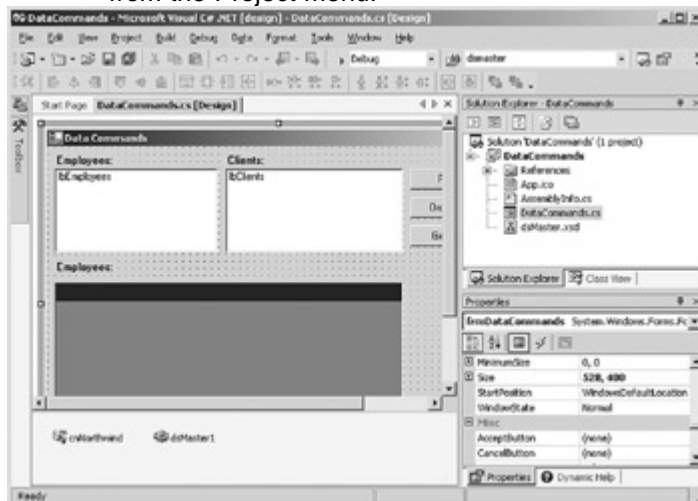 from the Project menu.
DataCommands - Microsoft Visual C# .NET [design] - DataCommands.cs [Design]
File Edit View Project Build Debug Data Format Tools Window Help
Debug dsmaster
Start Page DataCommands.cs [Design]
Toolbox
Data Commands
Employees: Clients:
lbEmployees lbClients
Employees:
cnNorthwind dsMaster1
Solution Explorer - DataCommands
Solution 'DataCommands' (1 project)
DataCommands
References
App.ico
AssemblyInfo.cs
DataCommands.cs
dsMaster.xsd
Solution Explorer Class View
Properties
frmDataCommands System.Windows.Forms.Fo
MinimumSize 0, 0
Size 528, 400
StartPosition WindowsDefaultLocation
WindowState Normal
Misc
AcceptButton (none)
CancelButton (none)
Properties Dynamic Help
Ready